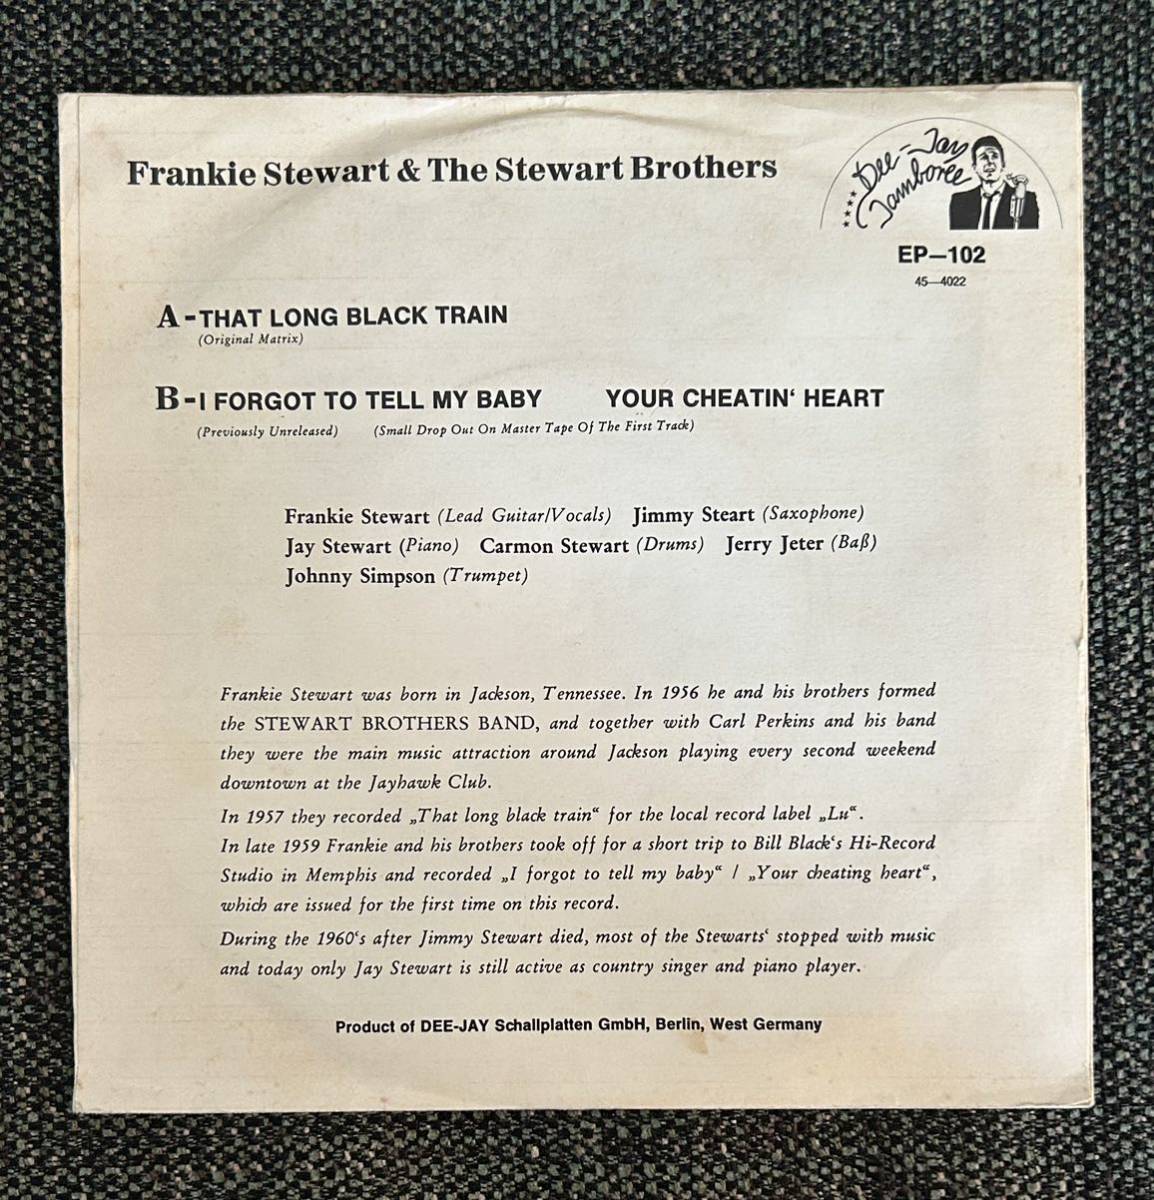 Frankie Stewart & The Stewart Brothers
Dee-Jay
Jamboree
EP—102
45—4022
A-THAT LONG BLACK TRAIN
(Original Matrix)
B-I FORGOT TO TELL MY BABY YOUR CHEATIN‘ HEART
(Previously Unreleased) (Small Drop Out On Master Tape Of The First Track)
Frankie Stewart (Lead Guitar/Vocals) Jimmy Steart (Saxophone)
Jay Stewart (Piano) Carmon Stewart (Drums) Jerry Jeter (Baß)
Johnny Simpson (Trumpet)
Frankie Stewart was born in Jackson, Tennessee. In 1956 he and his brothers formed
the STEWART BROTHERS BAND, and together with Carl Perkins and his band
they were the main music attraction around Jackson playing every second weekend
downtown at the Jayhawk Club.
In 1957 they recorded „That long black train“ for the local record label „Lu“.
In late 1959 Frankie and his brothers took off for a short trip to Bill Black‘s Hi-Record
Studio in Memphis and recorded „I forgot to tell my baby“ / „Your cheating heart“,
which are issued for the first time on this record.
During the 1960‘s after Jimmy Stewart died, most of the Stewarts‘ stopped with music
and today only Jay Stewart is still active as country singer and piano player.
Product of DEE-JAY Schallplatten GmbH, Berlin, West Germany